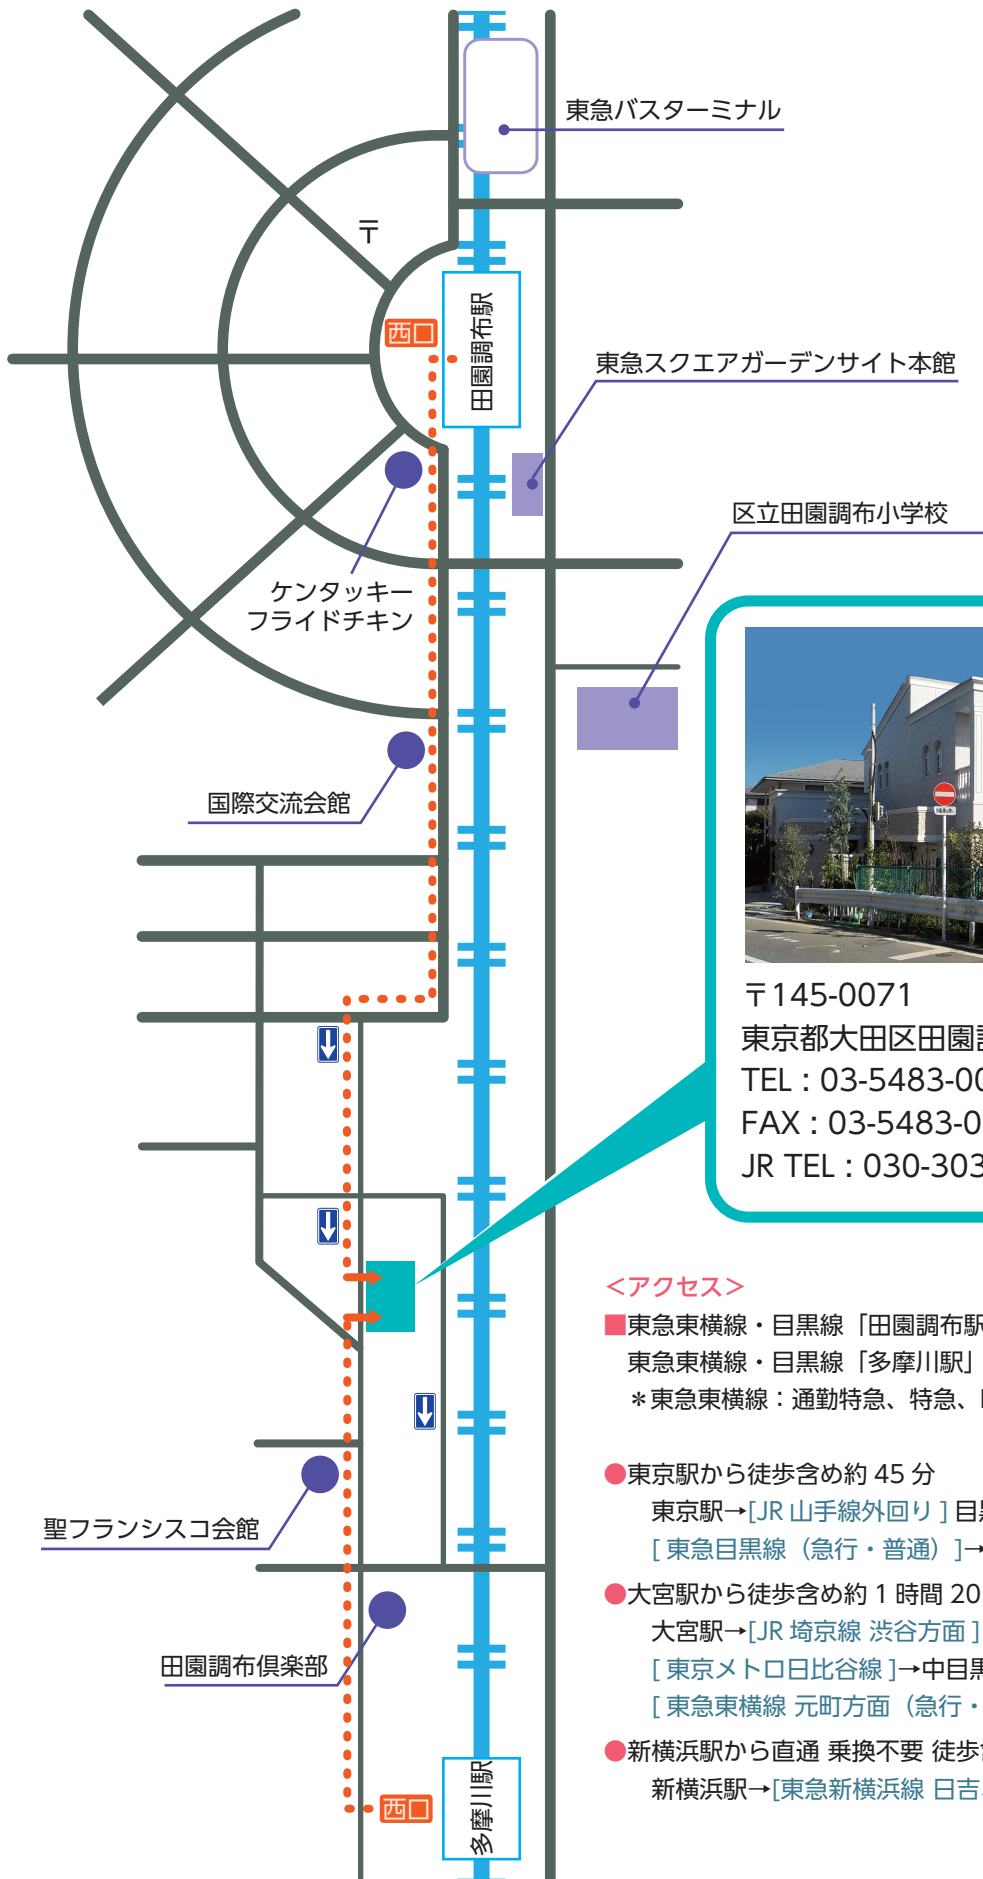 東急バスターミナル
〒
田園調布駅
西口
東急スクエアガーデンサイト本館
区立田園調布小学校
ケンタッキー
フライドチキン
国際交流会館
〒145-0071
東京都大田区田園
TEL：03-5483-00
FAX：03-5483-0
JR TEL：030-303
＜アクセス＞
■東急東横線・目黒線「田園調布駅
東急東横線・目黒線「多摩川駅」
＊東急東横線：通勤特急、特急、
●東京駅から徒歩含め約 45 分
東京駅→[JR 山手線外回り ] 目
[ 東急目黒線（急行・普通）]→
●大宮駅から徒歩含め約 1 時間 20
大宮駅→[JR 埼京線 渋谷方面 ]
[ 東京メトロ日比谷線 ]→中目黒
[ 東急東横線 元町方面（急行・
●新横浜駅から直通 乗換不要 徒歩
新横浜駅→[東急新横浜線 日吉
聖フランシスコ会館
田園調布倶楽部
多摩川駅
西口